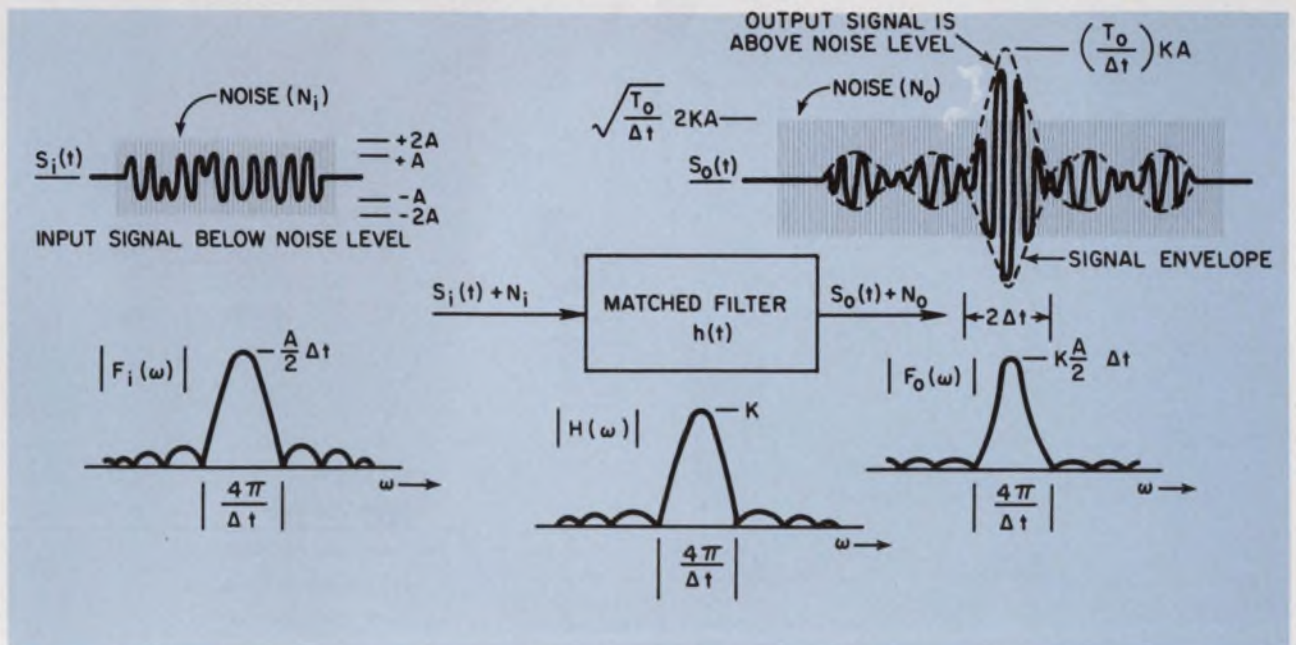 OUTPUT SIGNAL IS
ABOVE NOISE LEVEL
(T₀/Δt) KA
NOISE (Nᵢ)
+2A
+A
Sᵢ(t)
-A
-2A
INPUT SIGNAL BELOW NOISE LEVEL
NOISE (N₀)
√(T₀/Δt) 2KA
S₀(t)
SIGNAL ENVELOPE
2Δt
Sᵢ(t) + Nᵢ
MATCHED FILTER
h(t)
S₀(t) + N₀
|Fᵢ(ω)|
A/2 Δt
ω
|4π/Δt|
|H(ω)|
K
ω
|4π/Δt|
|F₀(ω)|
K A/2 Δt
ω
|4π/Δt|